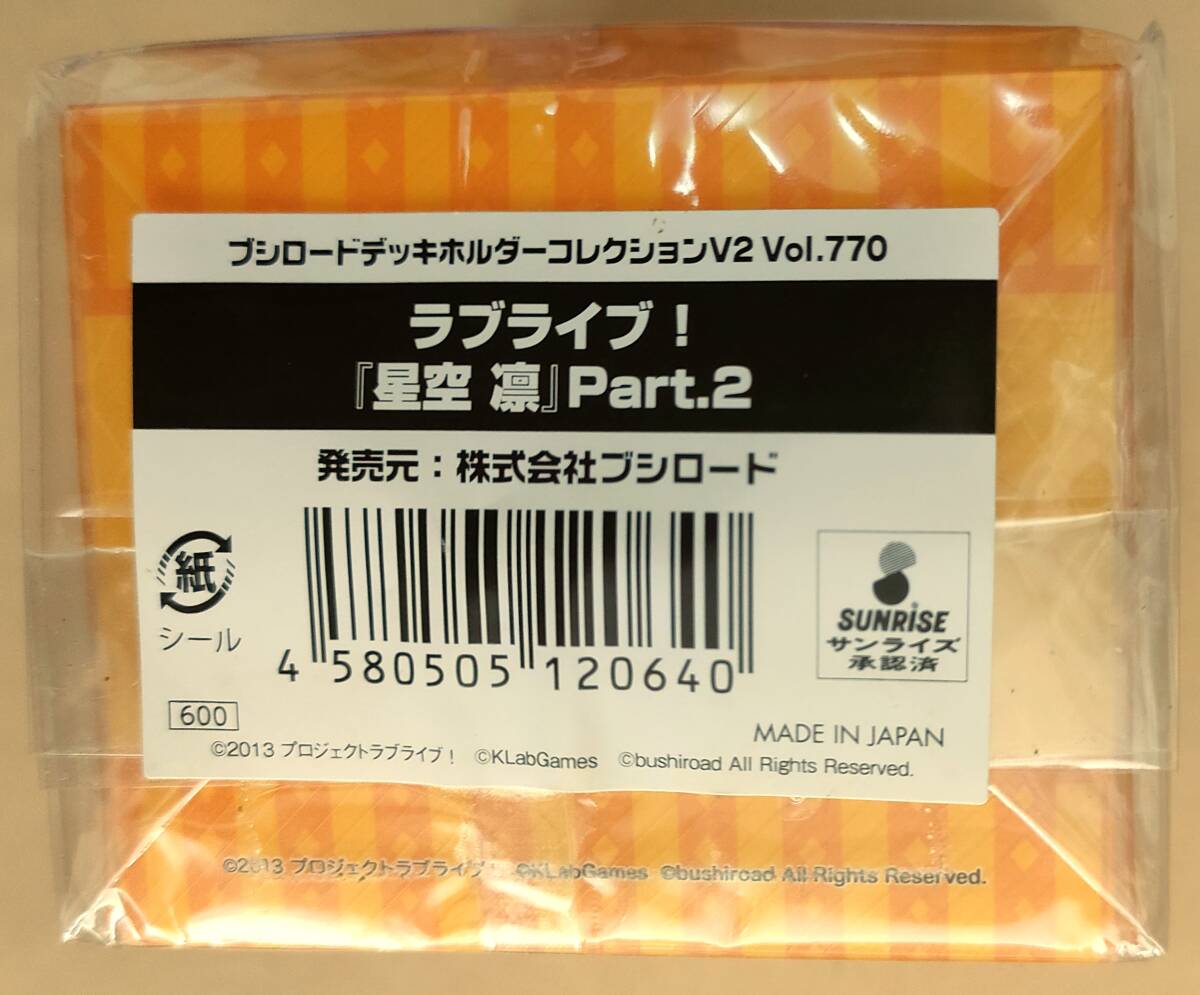 ブシロードデッキホルダーコレクションV2 Vol.770
ラブライブ！
『星空 凛』Part.2
発売元：株式会社ブシロード
紙
シール
4 580505 120640
SUNRiSE
サンライズ
承認済
600
MADE IN JAPAN
©2013 プロジェクトラブライブ！ ©KLabGames ©bushiroad All Rights Reserved.
©2013 プロジェクトラブライブ！ ©KLabGames ©bushiroad All Rights Reserved.